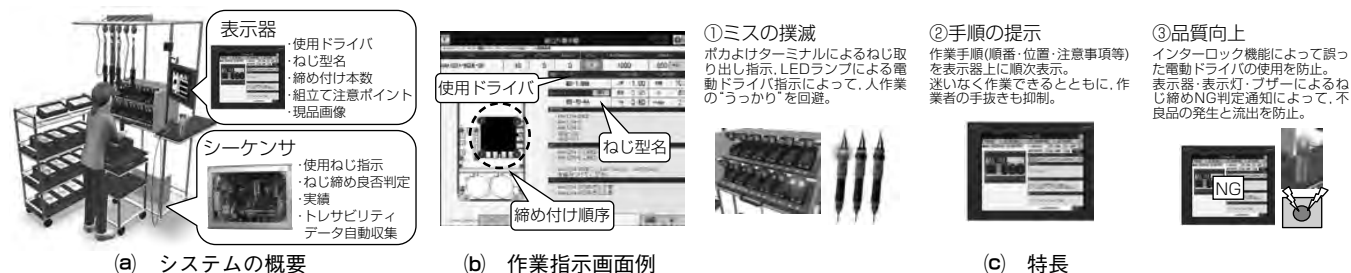 表示器
・使用ドライバ
・ねじ型名
・締め付け本数
・組立て注意ポイント
・現品画像
シーケンサ
・使用ねじ指示
・ねじ締め良否判定
・実績
・トレサビリティ
データ自動収集
(a) システムの概要
使用ドライバ
ねじ型名
締め付け順序
(b) 作業指示画面例
①ミスの撲滅
ポカよけターミナルによるねじ取
り出し指示，LEDランプによる電
動ドライバ指示によって，人作業
の“うっかり”を回避。
②手順の提示
作業手順(順番・位置・注意事項等)
を表示器上に順次表示。
迷いなく作業できるとともに，作
業者の手抜きも抑制。
③品質向上
インターロック機能によって誤っ
た電動ドライバの使用を防止。
表示器・表示灯・ブザーによるね
じ締めNG判定通知によって，不
良品の発生と流出を防止。
NG
(c) 特長